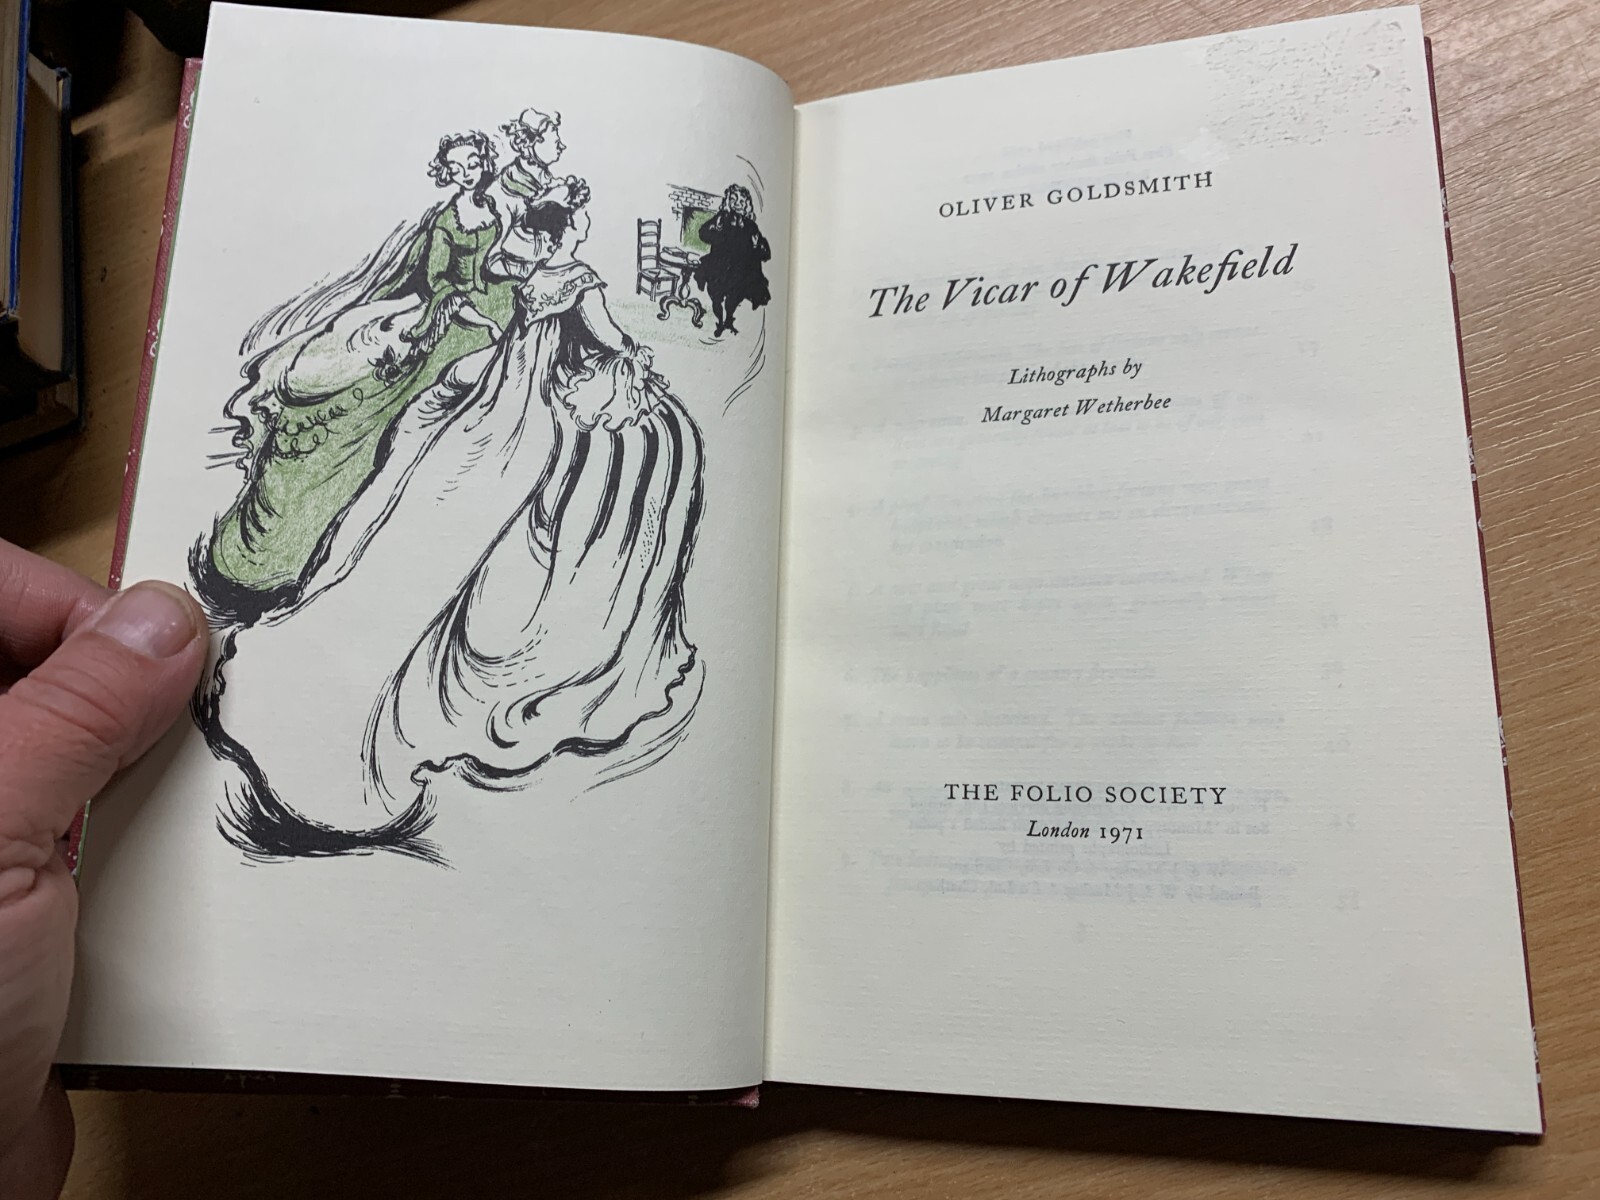 OLIVER GOLDSMITH
The Vicar of Wakefield
Lithographs by
Margaret Wetherbee
THE FOLIO SOCIETY
London 1971